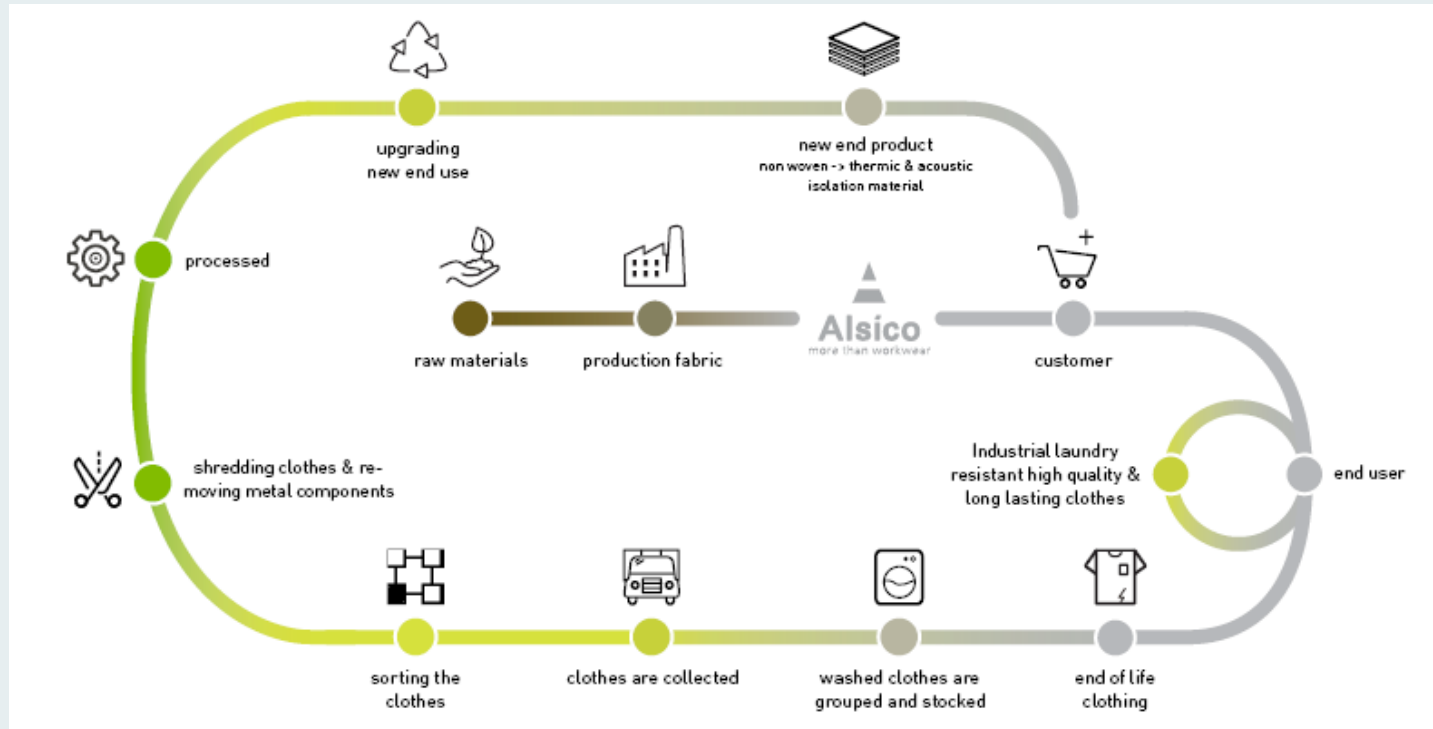 upgrading
new end use
new end product
non woven -> thermic & acoustic
isolation material
processed
raw materials
production fabric
Alsico
more than workwear
customer
shredding clothes & re-
moving metal components
Industrial laundry
resistant high quality &
long lasting clothes
end user
sorting the
clothes
clothes are collected
washed clothes are
grouped and stocked
end of life
clothing